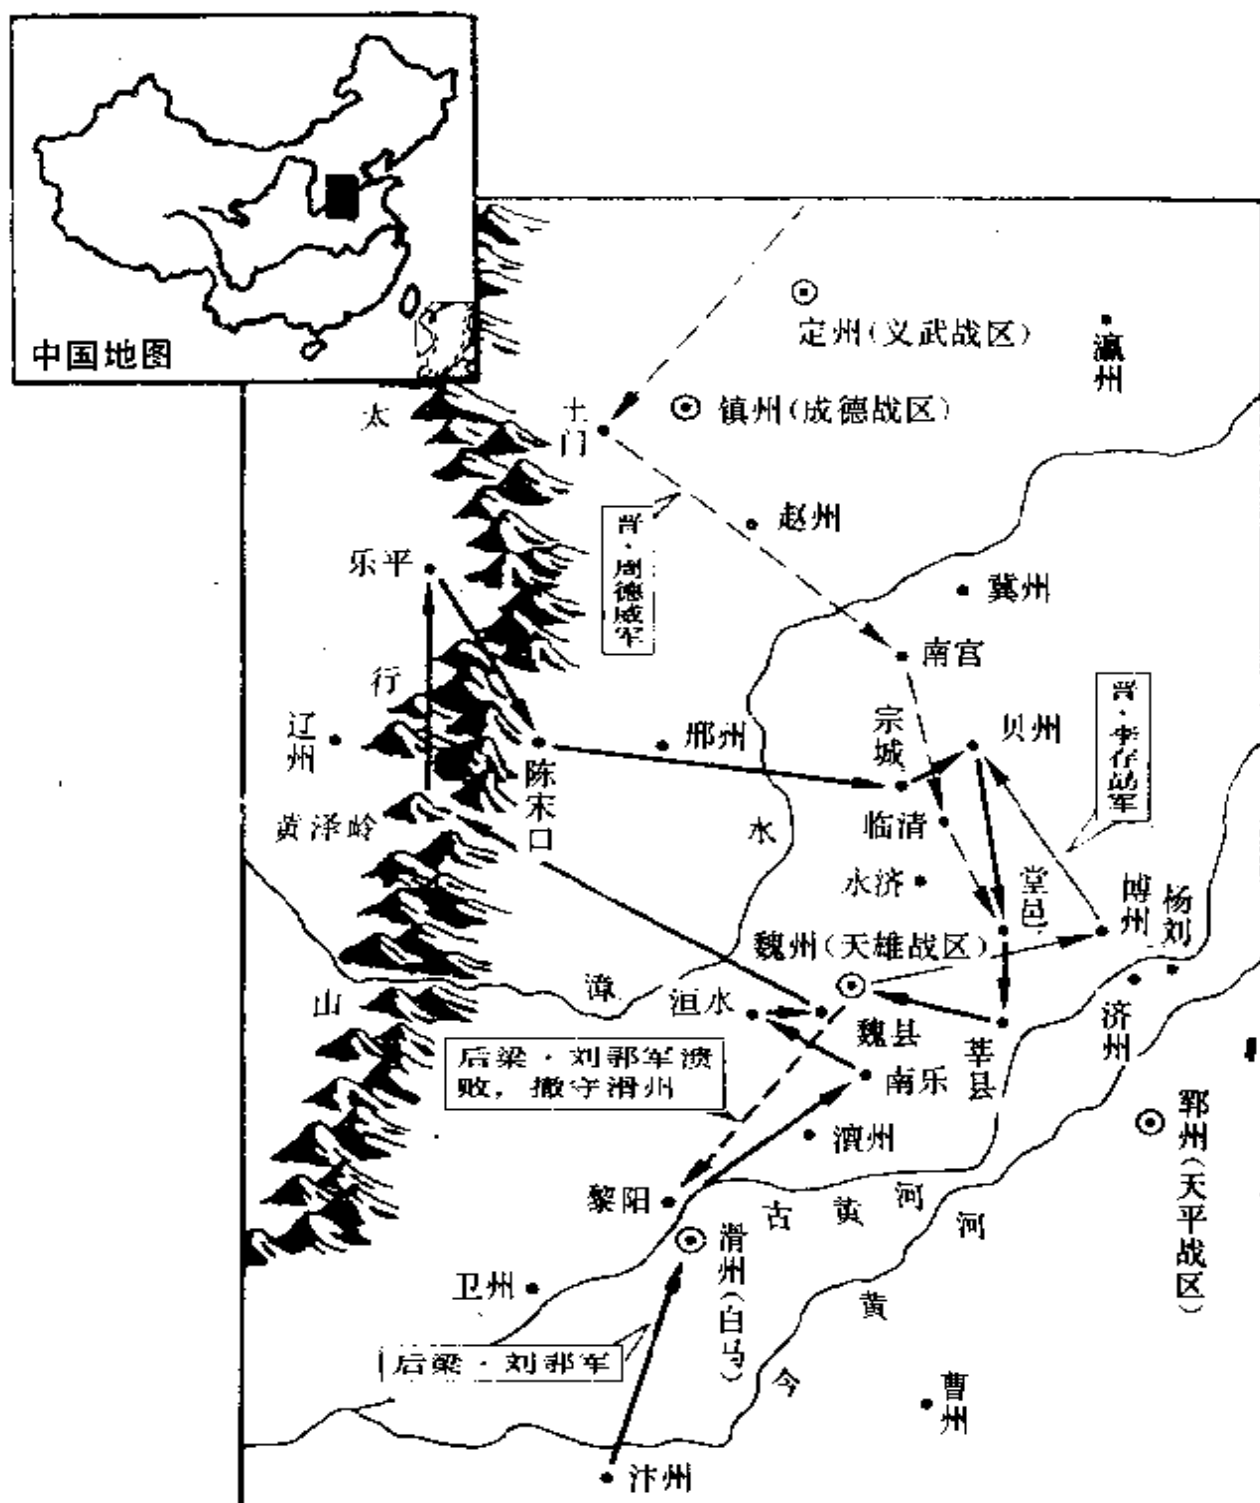 中国地图
定州（义武战区）
瀛州
太
土门
镇州（成德战区）
晋·周德威军
赵州
乐平
冀州
南宫
行
晋·李存勗军
辽州
宗城
贝州
邢州
陈宋口
黄泽岭
水
临清
永济
堂邑
博州
杨刘
魏州（天雄战区）
漳
洹水
山
魏县
莘县
济州
后梁·刘鄩军溃
败，撤守滑州
南乐
澶州
郓州（天平战区）
黎阳
古黄河
滑州（白马）
卫州
今黄河
后梁·刘鄩军
曹州
汴州